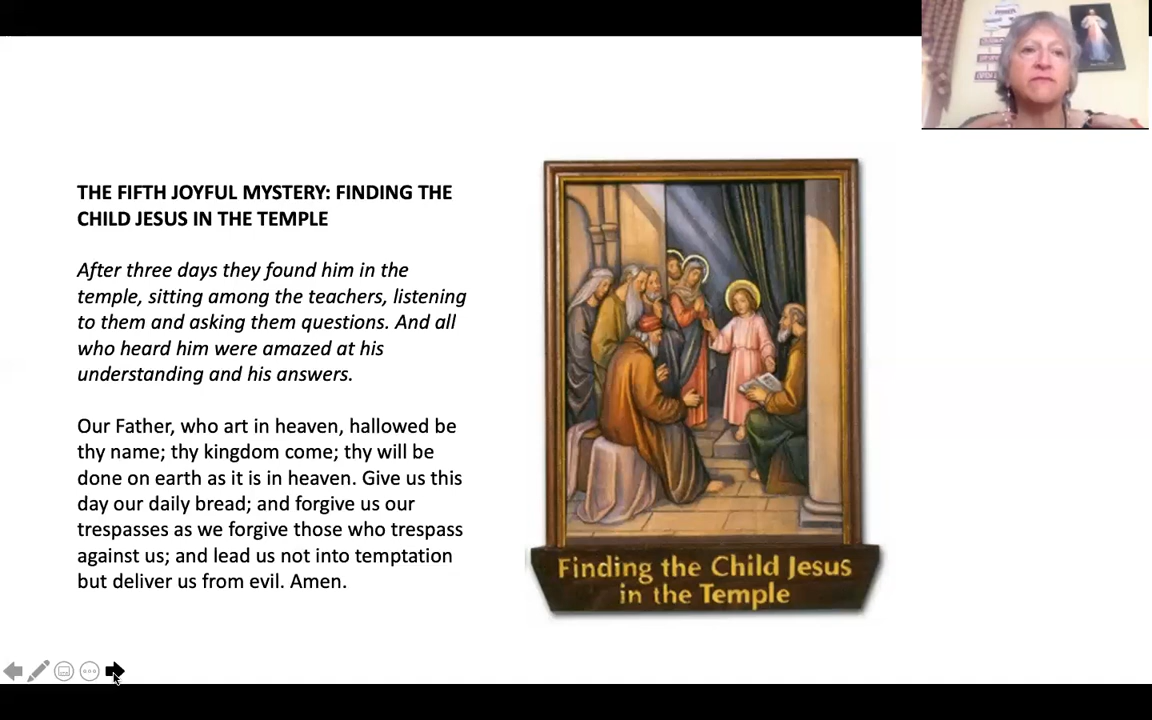 THE FIFTH JOYFUL MYSTERY: FINDING THE
CHILD JESUS IN THE TEMPLE
After three days they found him in the
temple, sitting among the teachers, listening
to them and asking them questions. And all
who heard him were amazed at his
understanding and his answers.
Our Father, who art in heaven, hallowed be
thy name; thy kingdom come; thy will be
done on earth as it is in heaven. Give us this
day our daily bread; and forgive us our
trespasses as we forgive those who trespass
against us; and lead us not into temptation
but deliver us from evil. Amen.
Finding the Child Jesus
in the Temple